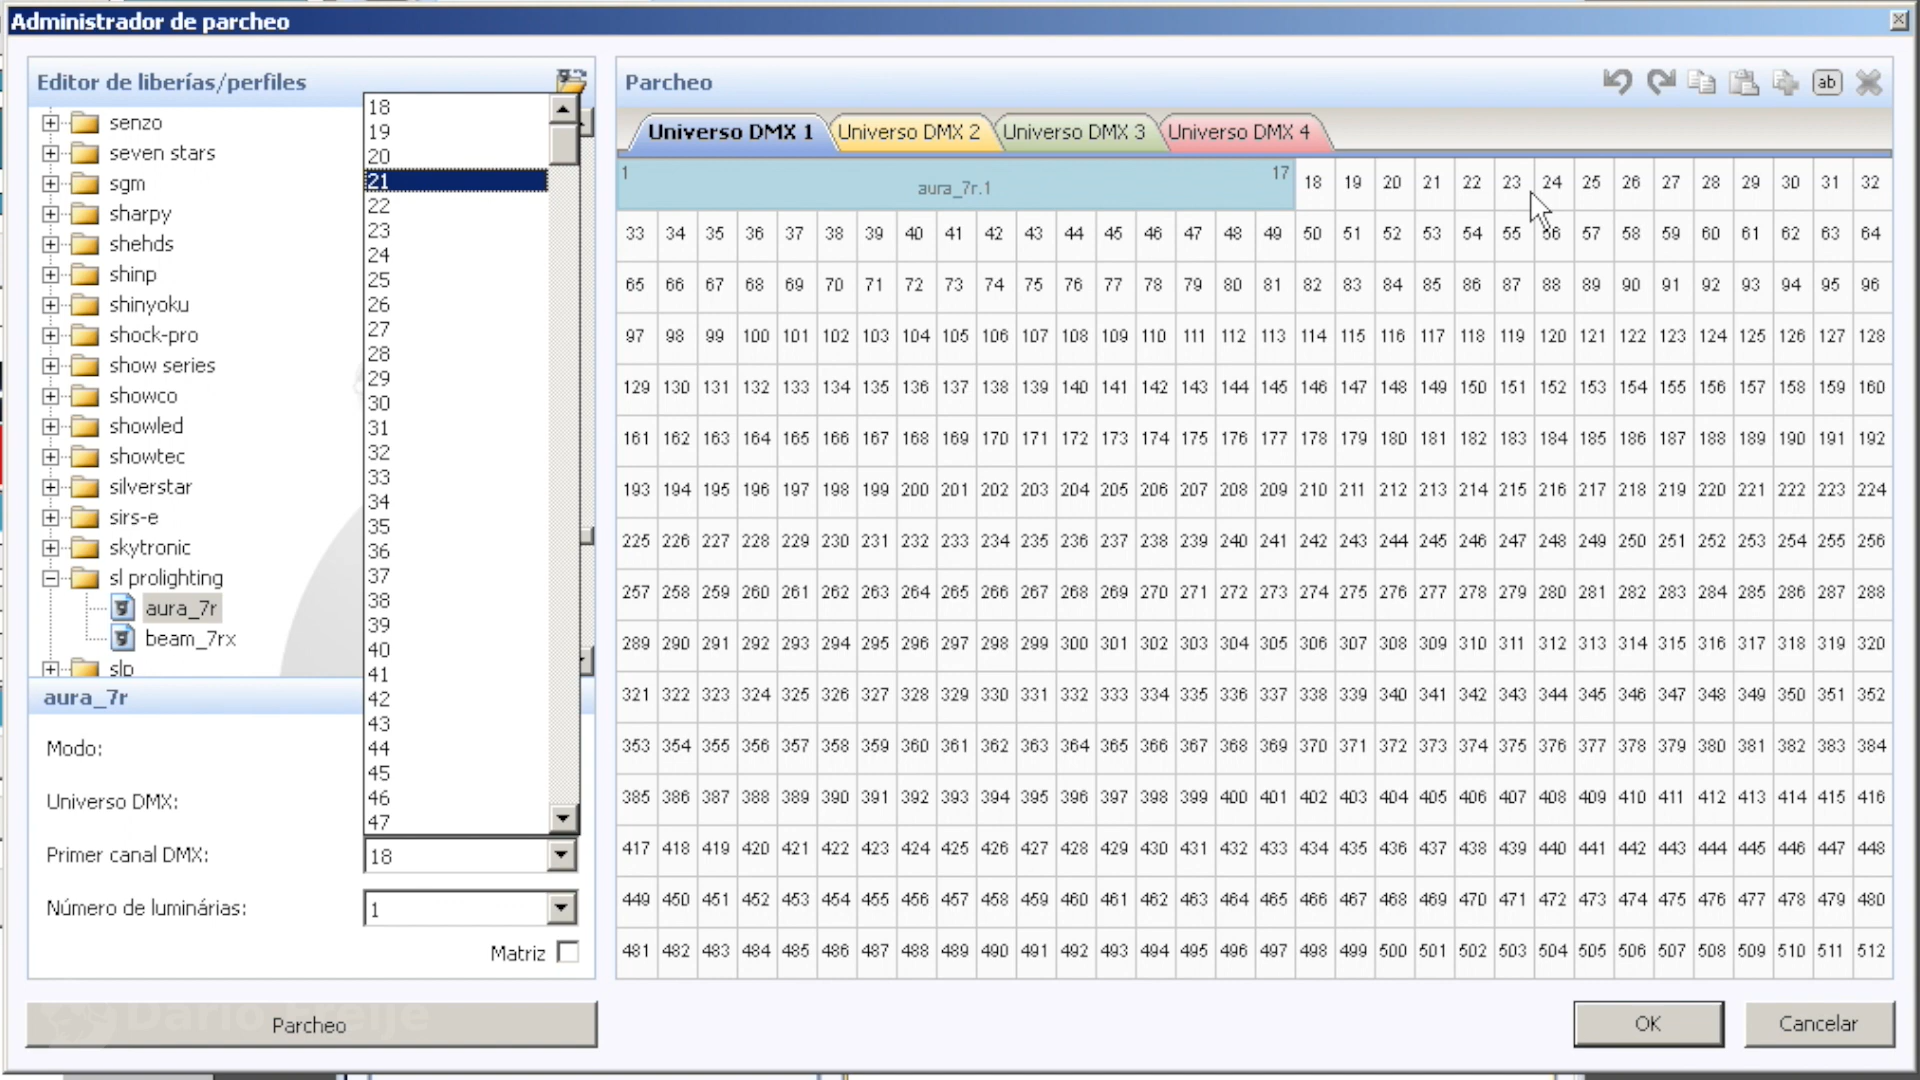 Administrador de parcheo
Editor de liberías/perfiles
senzo
seven stars
sgm
sharpy
shehds
shinp
shinyoku
shock-pro
show series
showco
showled
showtec
silverstar
sirs-e
skytronic
sl prolighting
aura_7r
beam_7rx
slp
18
19
20
21
22
23
24
25
26
27
28
29
30
31
32
33
34
35
36
37
38
39
40
41
42
43
44
45
46
47
aura_7r
Modo:
Universo DMX:
Primer canal DMX: 18
Número de luminárias: 1
Matriz
Parcheo
Parcheo
ab
Universo DMX 1 Universo DMX 2 Universo DMX 3 Universo DMX 4
1 aura_7r.1 17 18 19 20 21 22 23 24 25 26 27 28 29 30 31 32
33 34 35 36 37 38 39 40 41 42 43 44 45 46 47 48 49 50 51 52 53 54 55 56 57 58 59 60 61 62 63 64
65 66 67 68 69 70 71 72 73 74 75 76 77 78 79 80 81 82 83 84 85 86 87 88 89 90 91 92 93 94 95 96
97 98 99 100 101 102 103 104 105 106 107 108 109 110 111 112 113 114 115 116 117 118 119 120 121 122 123 124 125 126 127 128
129 130 131 132 133 134 135 136 137 138 139 140 141 142 143 144 145 146 147 148 149 150 151 152 153 154 155 156 157 158 159 160
161 162 163 164 165 166 167 168 169 170 171 172 173 174 175 176 177 178 179 180 181 182 183 184 185 186 187 188 189 190 191 192
193 194 195 196 197 198 199 200 201 202 203 204 205 206 207 208 209 210 211 212 213 214 215 216 217 218 219 220 221 222 223 224
225 226 227 228 229 230 231 232 233 234 235 236 237 238 239 240 241 242 243 244 245 246 247 248 249 250 251 252 253 254 255 256
257 258 259 260 261 262 263 264 265 266 267 268 269 270 271 272 273 274 275 276 277 278 279 280 281 282 283 284 285 286 287 288
289 290 291 292 293 294 295 296 297 298 299 300 301 302 303 304 305 306 307 308 309 310 311 312 313 314 315 316 317 318 319 320
321 322 323 324 325 326 327 328 329 330 331 332 333 334 335 336 337 338 339 340 341 342 343 344 345 346 347 348 349 350 351 352
353 354 355 356 357 358 359 360 361 362 363 364 365 366 367 368 369 370 371 372 373 374 375 376 377 378 379 380 381 382 383 384
385 386 387 388 389 390 391 392 393 394 395 396 397 398 399 400 401 402 403 404 405 406 407 408 409 410 411 412 413 414 415 416
417 418 419 420 421 422 423 424 425 426 427 428 429 430 431 432 433 434 435 436 437 438 439 440 441 442 443 444 445 446 447 448
449 450 451 452 453 454 455 456 457 458 459 460 461 462 463 464 465 466 467 468 469 470 471 472 473 474 475 476 477 478 479 480
481 482 483 484 485 486 487 488 489 490 491 492 493 494 495 496 497 498 499 500 501 502 503 504 505 506 507 508 509 510 511 512
OK Cancelar